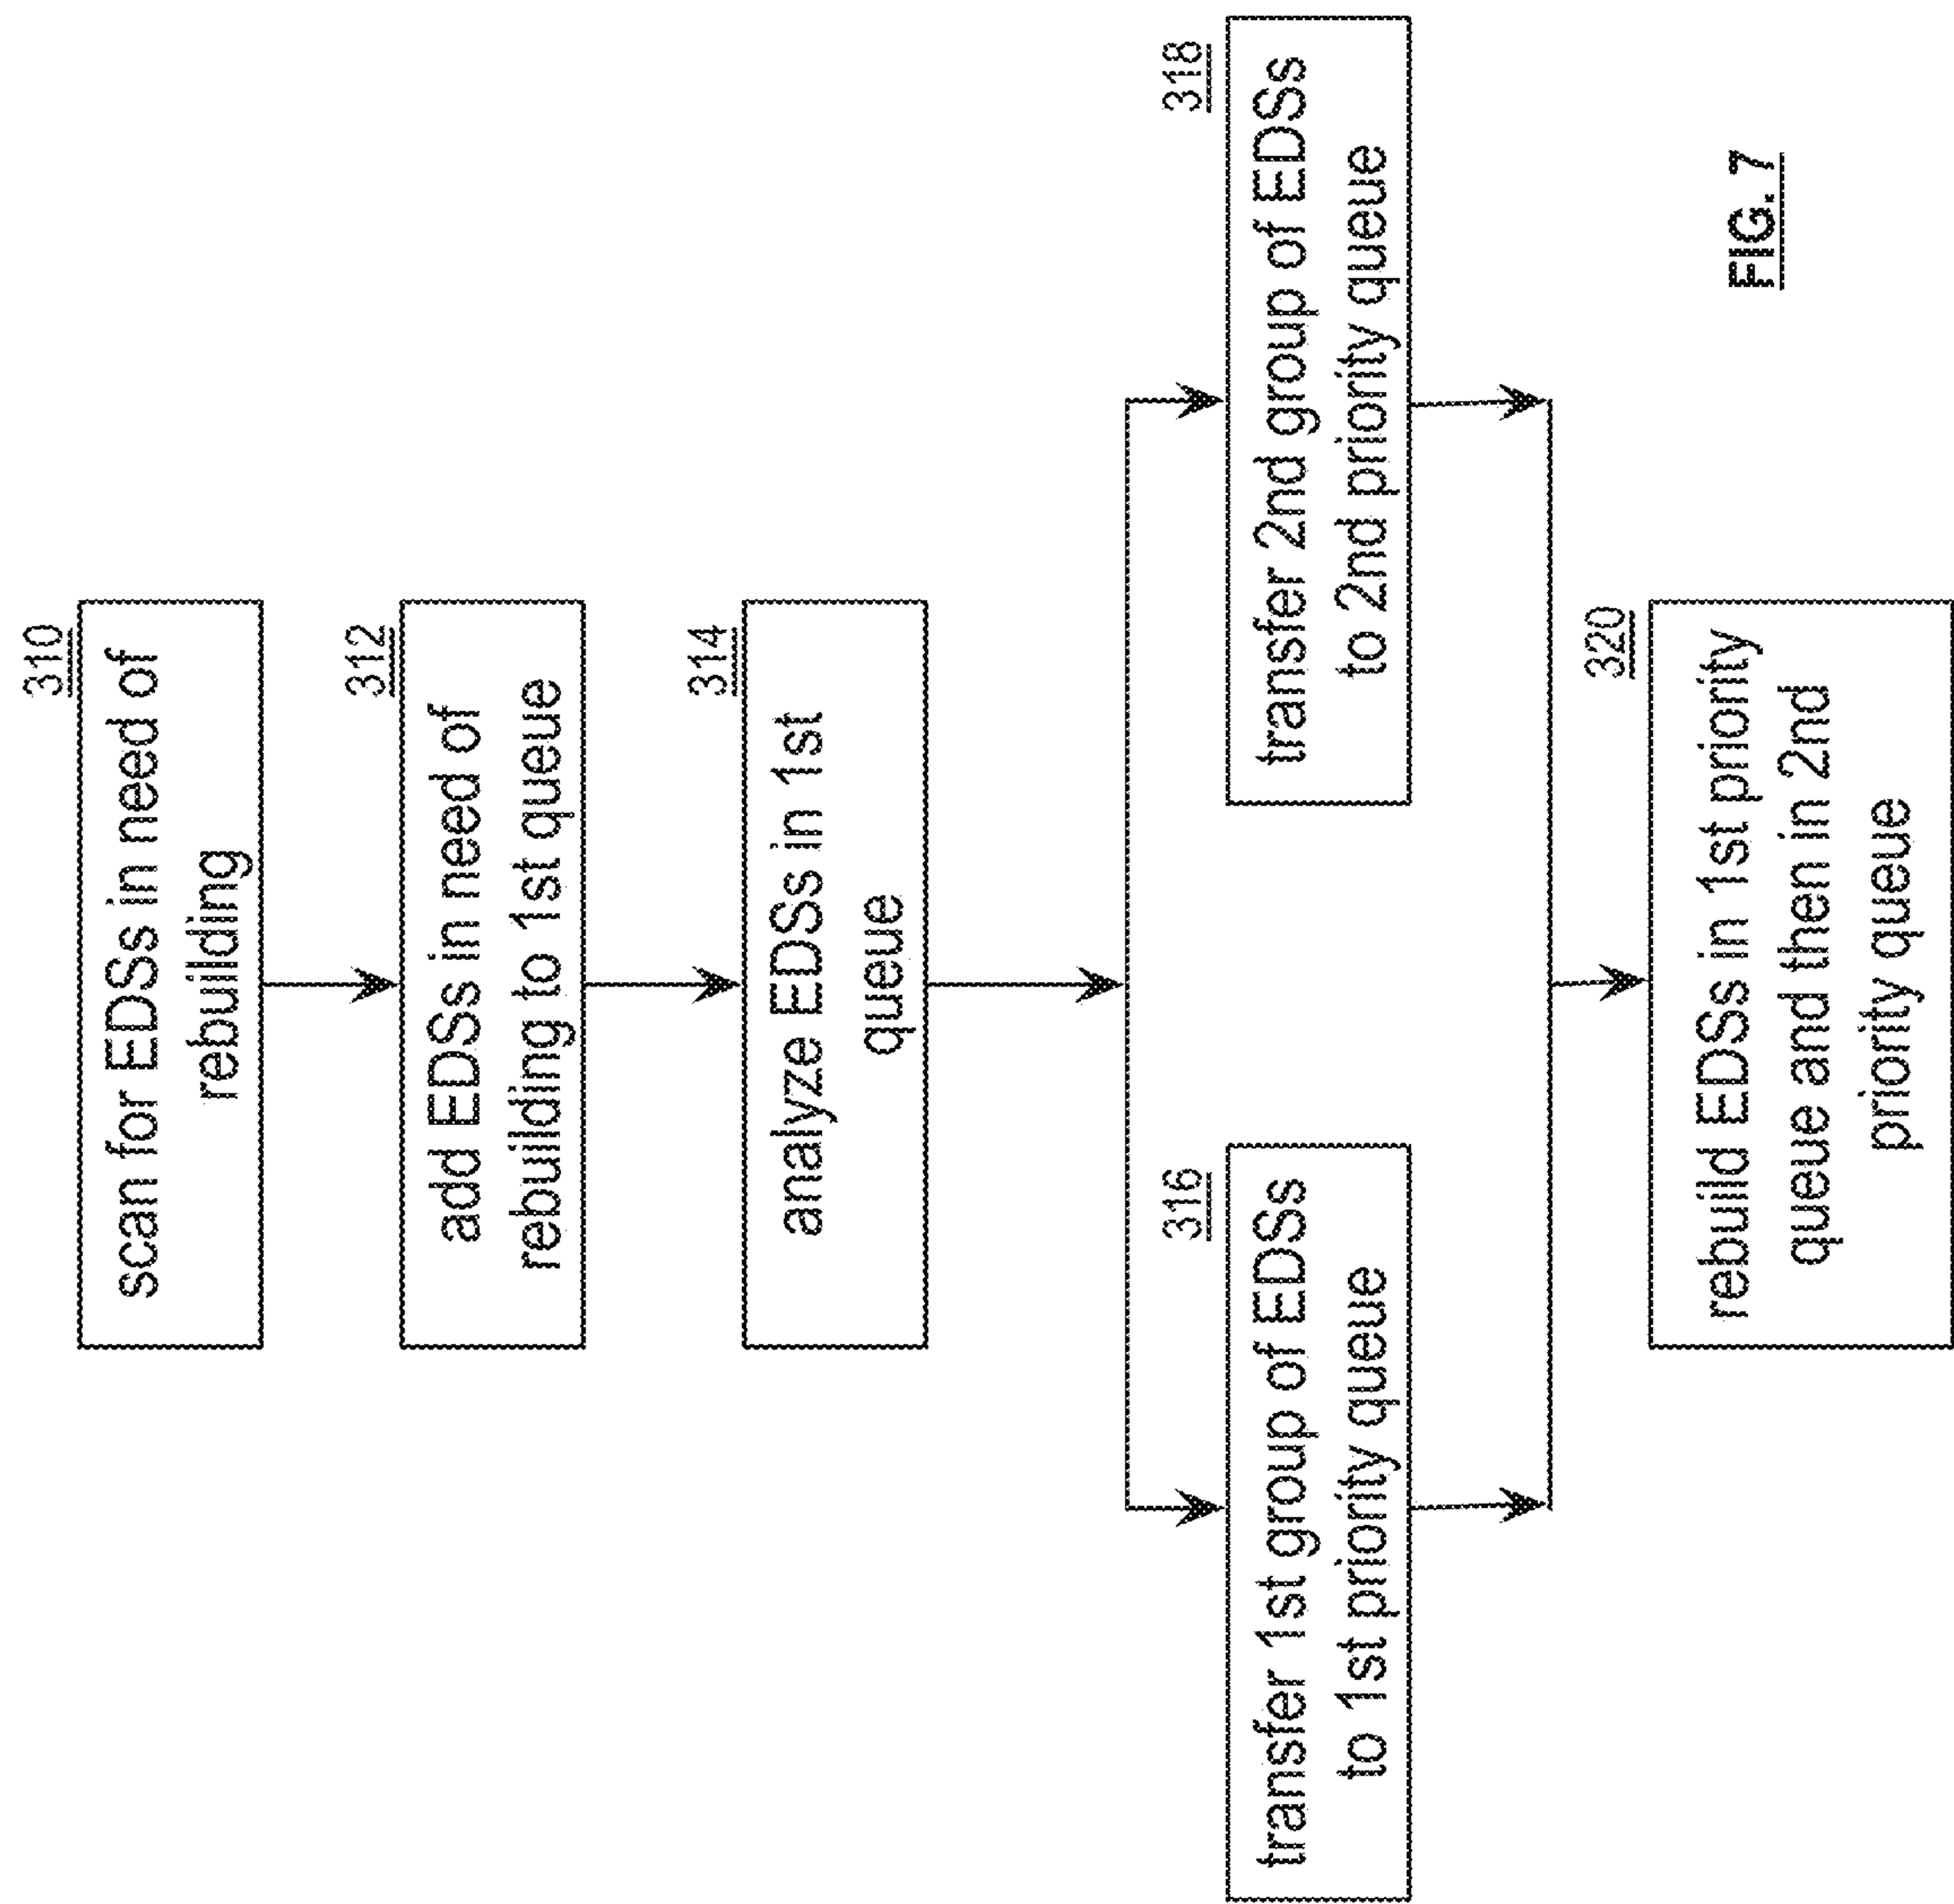 310
scan for EDSs in need of
rebuilding
312
add EDSs in need of
rebuilding to 1st queue
314
analyze EDSs in 1st
queue
316
transfer 1st group of EDSs
to 1st priority queue
318
transfer 2nd group of EDSs
to 2nd priority queue
320
rebuild EDSs in 1st priority
queue and then in 2nd
priority queue
FIG. 7